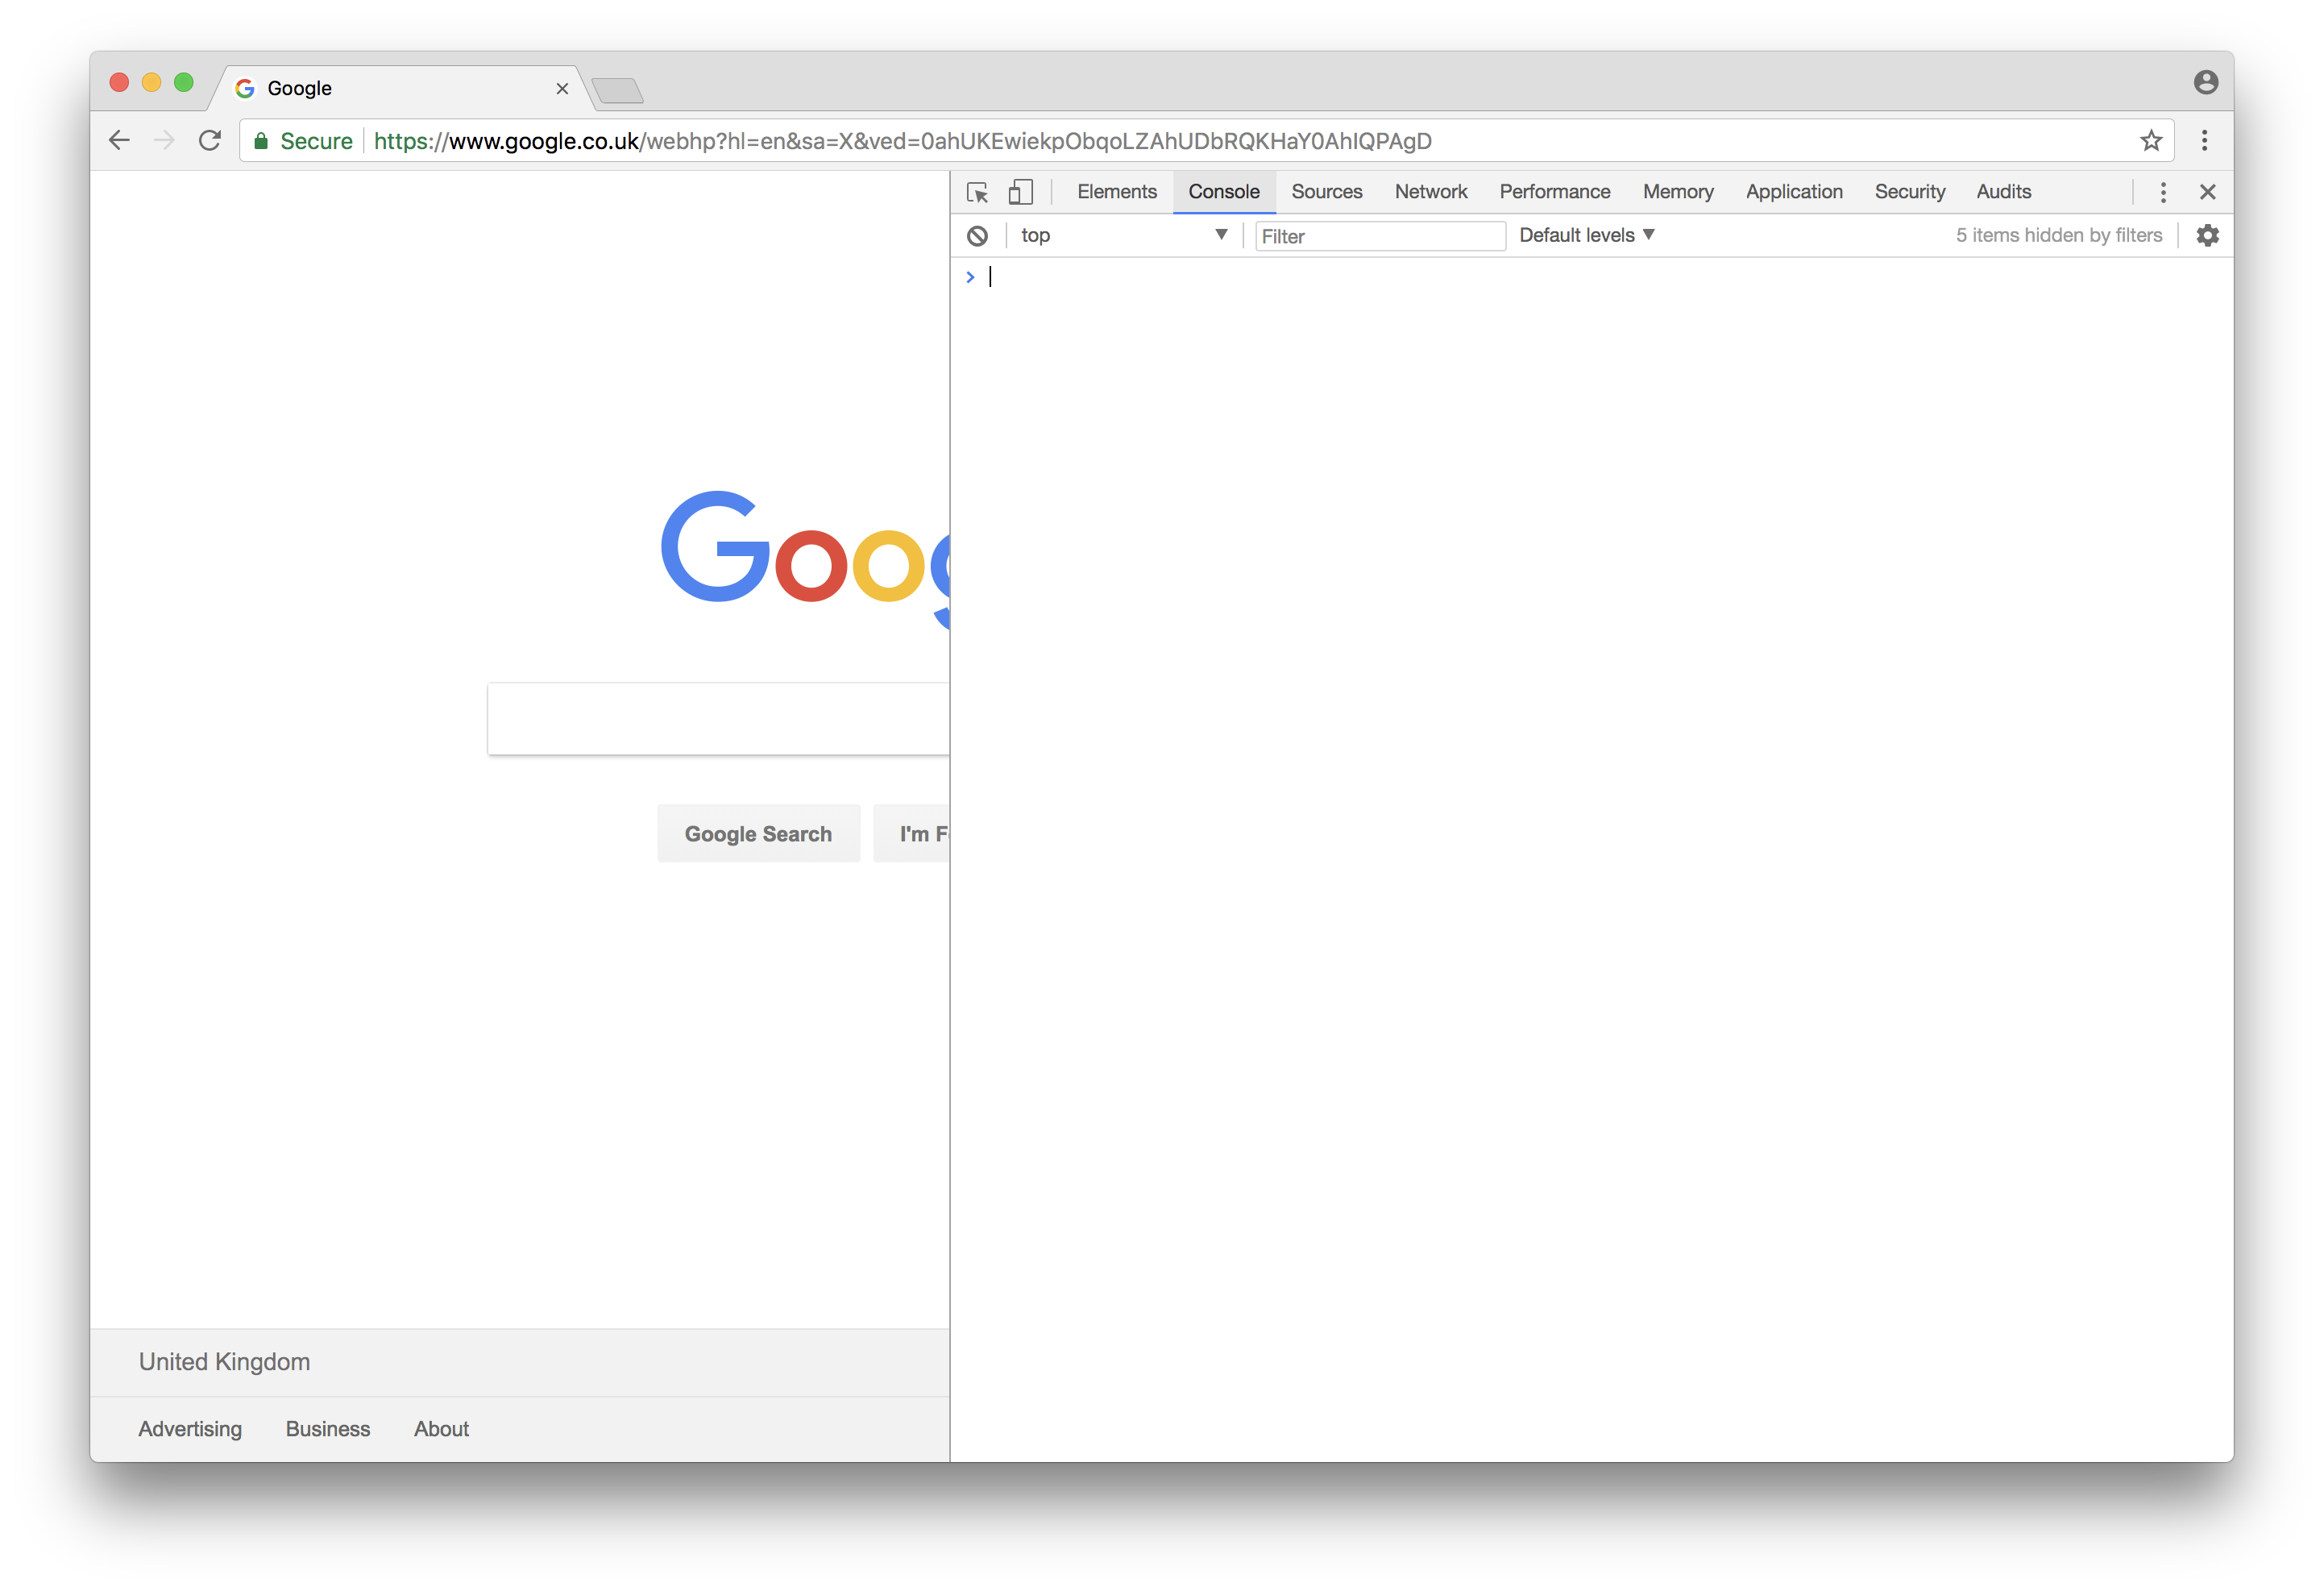 Google
Secure https://www.google.co.uk/webhp?hl=en&sa=X&ved=0ahUKEwiekpObqoLZAhUDbRQKHaY0AhIQPAgD
Elements Console Sources Network Performance Memory Application Security Audits
top Filter Default levels 5 items hidden by filters
Goog
Google Search I'm F
United Kingdom
Advertising Business About